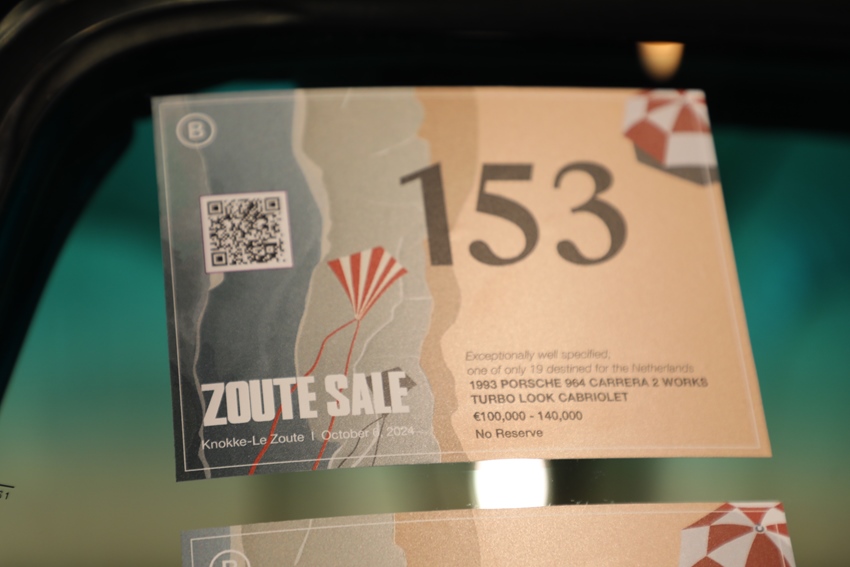 B
153
Exceptionally well specified,
one of only 19 destined for the Netherlands
1993 PORSCHE 964 CARRERA 2 WORKS
TURBO LOOK CABRIOLET
€100,000 - 140,000
No Reserve
ZOUTE SALE
Knokke-Le Zoute I October 6, 2024